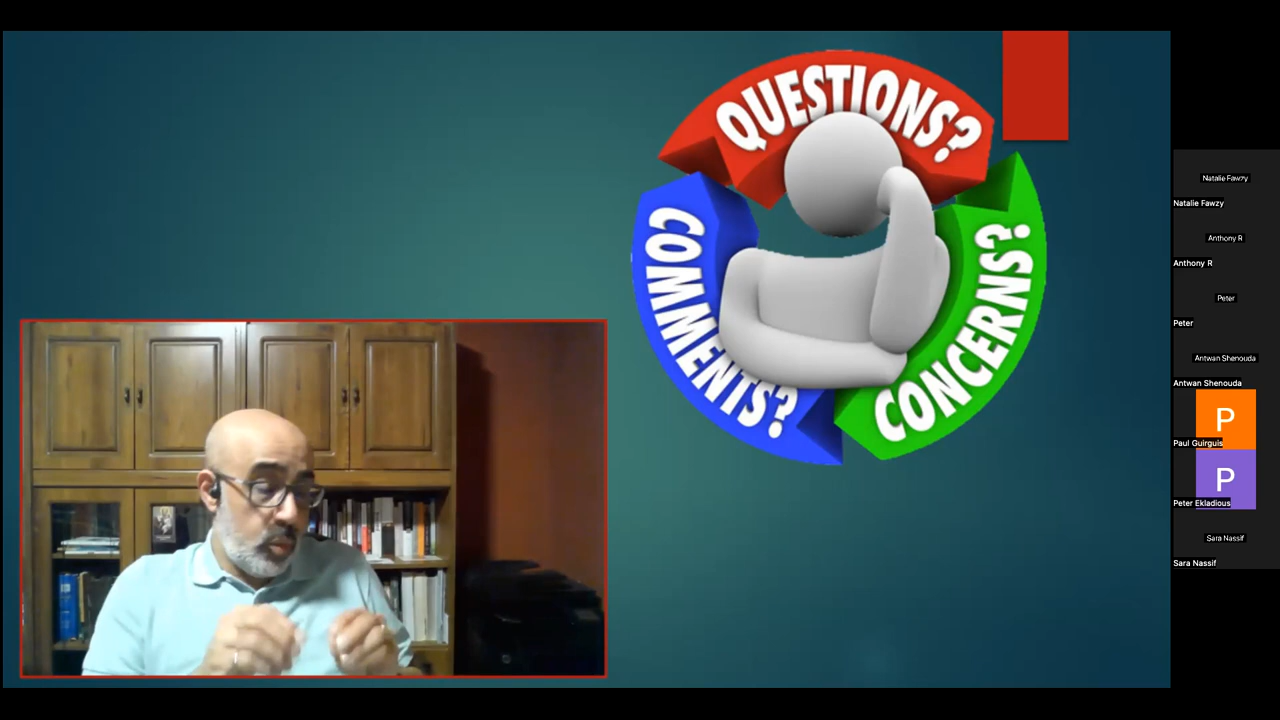 QUESTIONS?
COMMENTS?
CONCERNS?
Natalie Fawzy
Natalie Fawzy
Anthony R
Anthony R
Peter
Peter
Antwan Shenouda
Antwan Shenouda
P
Paul Guirguis
P
Peter Ekladious
Sara Nassif
Sara Nassif